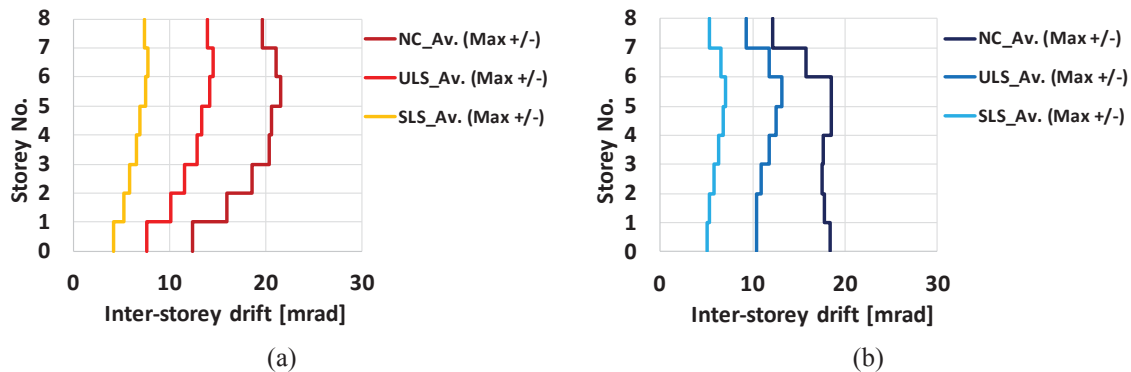 8
7
6
5
4
3
2
1
0
Storey No.
0 10 20 30
Inter-storey drift [mrad]
NC_Av. (Max +/-)
ULS_Av. (Max +/-)
SLS_Av. (Max +/-)
(a)
8
7
6
5
4
3
2
1
0
Storey No.
0 10 20 30
Inter-storey drift [mrad]
NC_Av. (Max +/-)
ULS_Av. (Max +/-)
SLS_Av. (Max +/-)
(b)